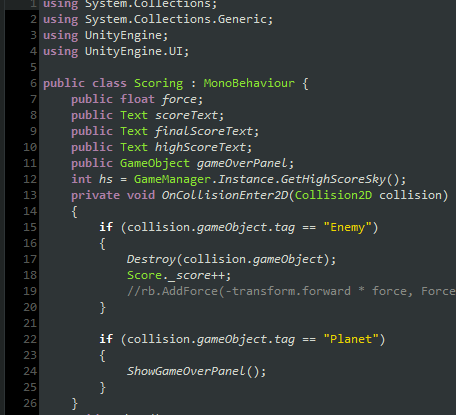 1 using System.Collections;
2 using System.Collections.Generic;
3 using UnityEngine;
4 using UnityEngine.UI;
5
6 public class Scoring : MonoBehaviour {
7 public float force;
8 public Text scoreText;
9 public Text finalScoreText;
10 public Text highScoreText;
11 public GameObject gameOverPanel;
12 int hs = GameManager.Instance.GetHighScoreSky();
13 private void OnCollisionEnter2D(Collision2D collision)
14 {
15 if (collision.gameObject.tag == "Enemy")
16 {
17 Destroy(collision.gameObject);
18 Score._score++;
19 //rb.AddForce(-transform.forward * force, Force
20 }
21
22 if (collision.gameObject.tag == "Planet")
23 {
24 ShowGameOverPanel();
25 }
26 }